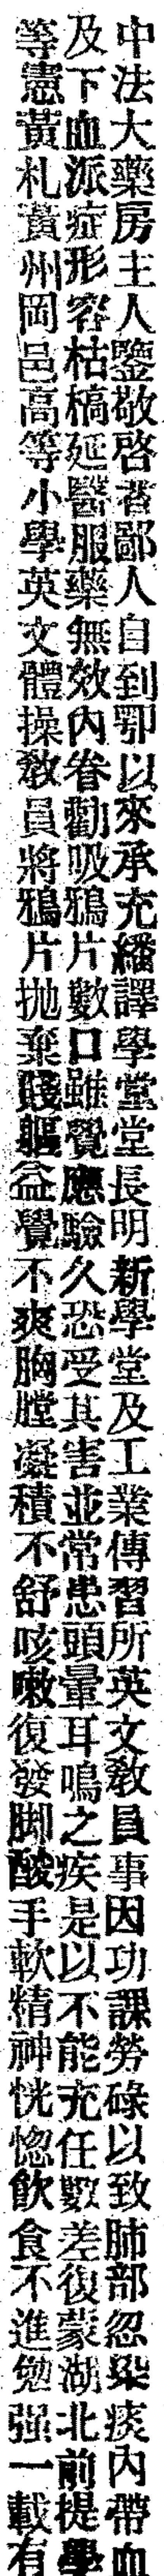 中法大藥房主人鑒敬啓者鄙人自到鄂以來承充繙譯學堂堂長明新學堂及工業傳習所英文敎員事因功課勞碌以致肺部忽染痰內帶血
及下血派症形容枯槁延醫服藥無效內眷勸吸鴉片數口雖覺應驗久恐受其害並常患頭暈耳鳴之疾是以不能充任數差復蒙湖北前提學
等憲黃札黃州岡邑高等小學英文體操敎員將鴉片拋棄賤軀益覺不爽胸膛凝積不舒咳嗽復發脚酸手軟精神恍惚飲食不進勉强一載有